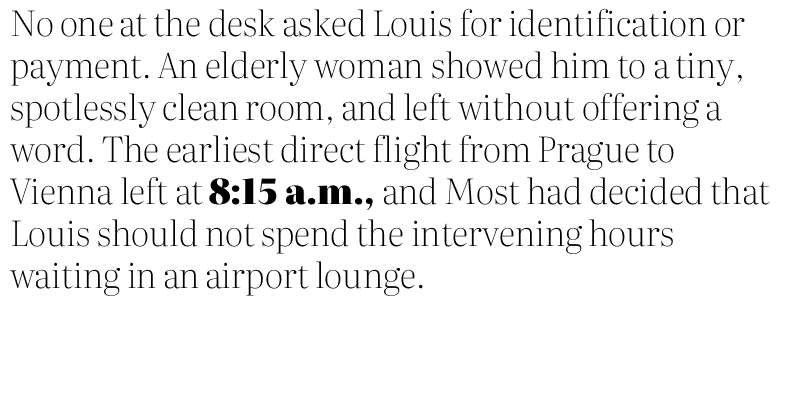 No one at the desk asked Louis for identification or
payment. An elderly woman showed him to a tiny,
spotlessly clean room, and left without offering a
word. The earliest direct flight from Prague to
Vienna left at 8:15 a.m., and Most had decided that
Louis should not spend the intervening hours
waiting in an airport lounge.